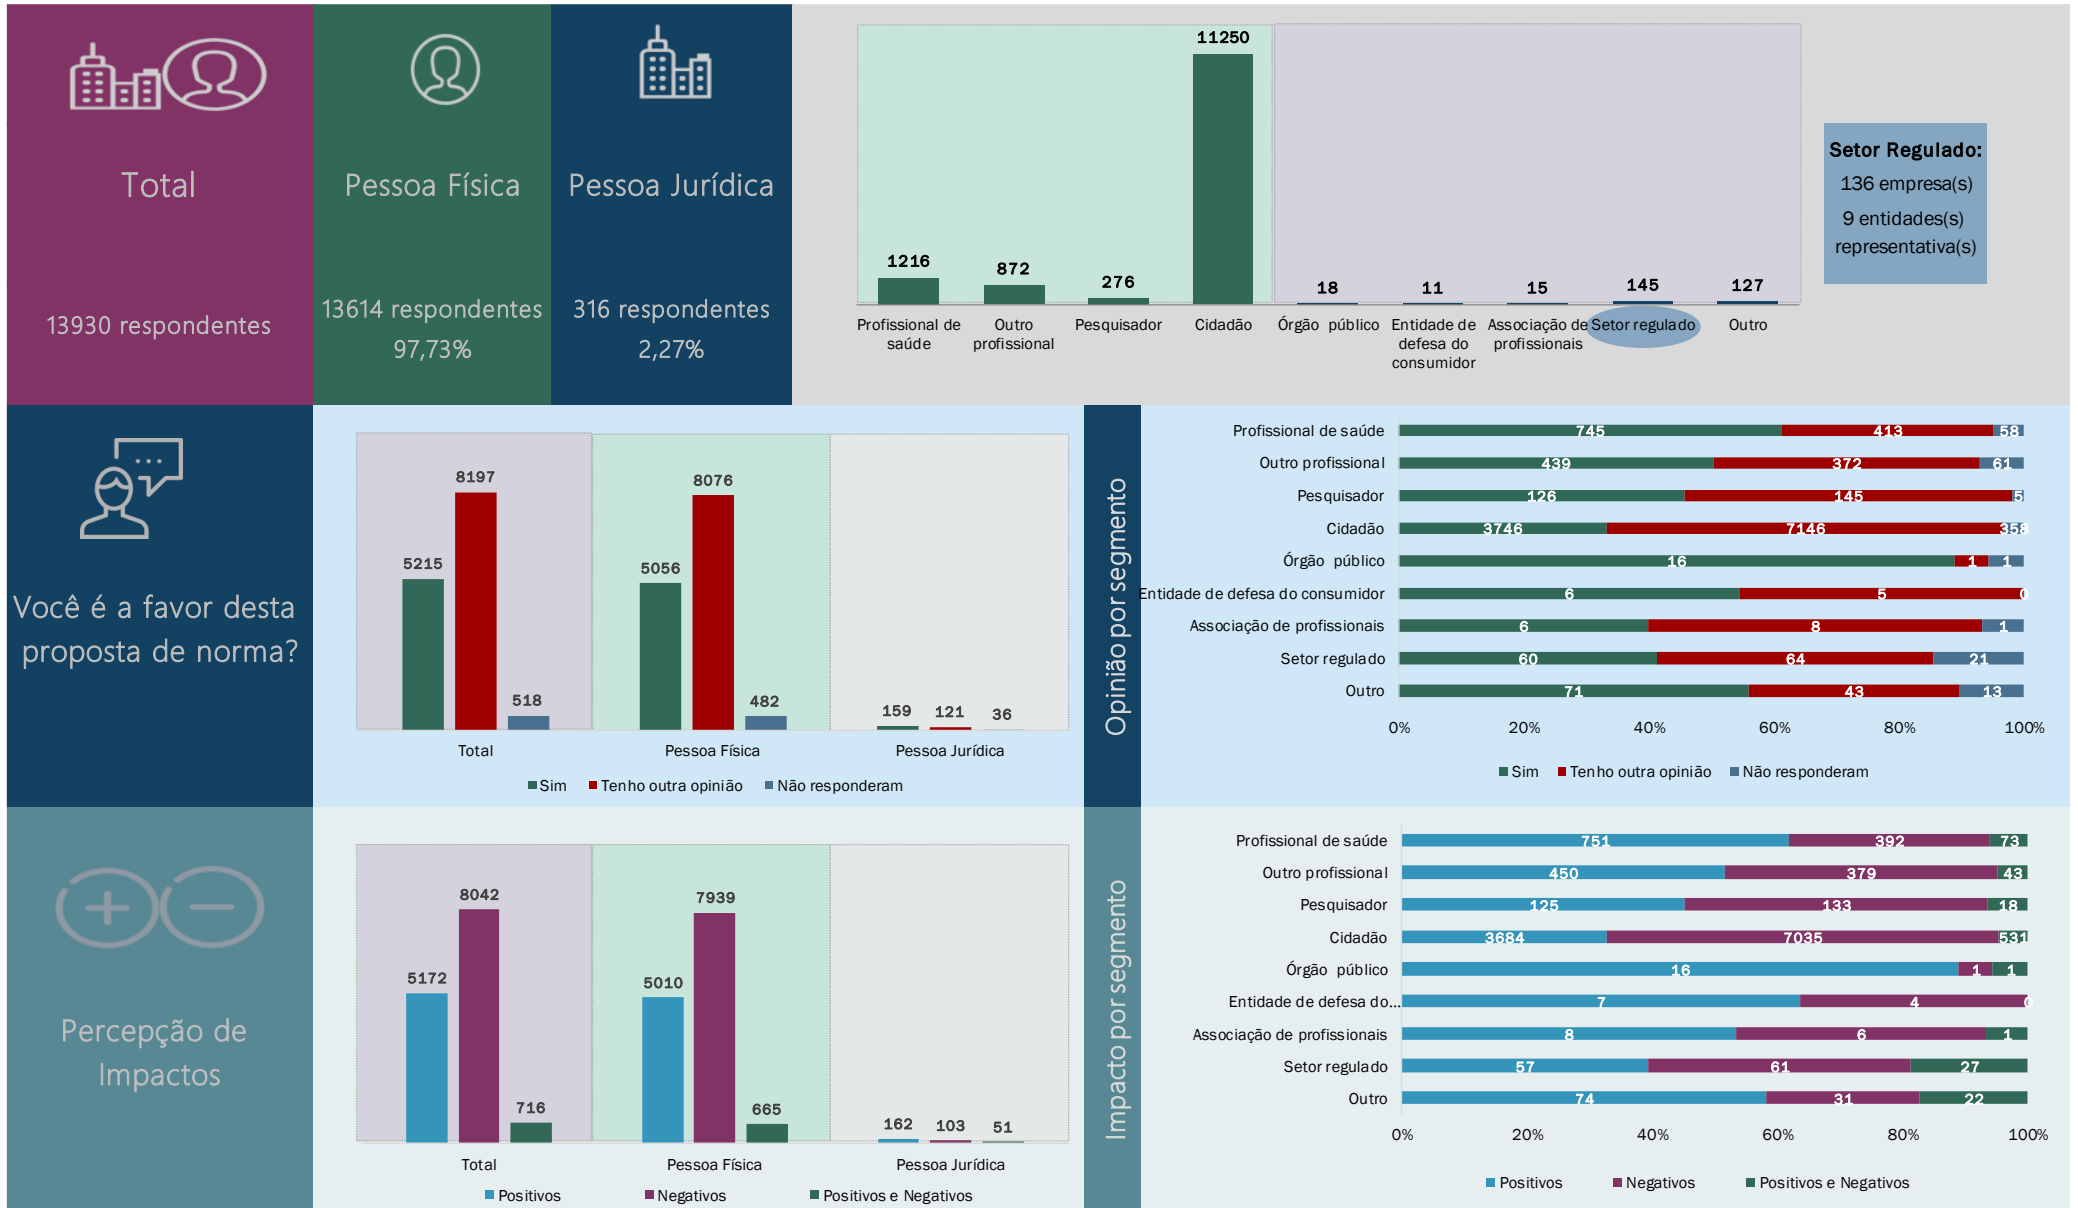 Total
13930 respondentes
Pessoa Física
13614 respondentes
97,73%
Pessoa Jurídica
316 respondentes
2,27%
1216
872
276
11250
18
11
15
145
127
Profissional de
saúde
Outro
profissional
Pesquisador
Cidadão
Órgão público
Entidade de
defesa do
consumidor
Associação de
profissionais
Setor regulado
Outro
Setor Regulado:
136 empresa(s)
9 entidades(s)
representativa(s)
Você é a favor desta
proposta de norma?
5215
8197
518
5056
8076
482
159
121
36
Total
Pessoa Física
Pessoa Jurídica
Sim
Tenho outra opinião
Não responderam
Opinião por segmento
Profissional de saúde 745 413 58
Outro profissional 439 372 61
Pesquisador 126 145 5
Cidadão 3746 7146 358
Órgão público 16 1 1
Entidade de defesa do consumidor 6 5 0
Associação de profissionais 6 8 1
Setor regulado 60 64 21
Outro 71 43 13
0% 20% 40% 60% 80% 100%
Sim Tenho outra opinião Não responderam
Percepção de
Impactos
5172
8042
716
5010
7939
665
162
103
51
Total
Pessoa Física
Pessoa Jurídica
Positivos
Negativos
Positivos e Negativos
Impacto por segmento
Profissional de saúde 751 392 73
Outro profissional 450 379 43
Pesquisador 125 133 18
Cidadão 3684 7035 531
Órgão público 16 1 1
Entidade de defesa do... 7 4 0
Associação de profissionais 8 6 1
Setor regulado 57 61 27
Outro 74 31 22
0% 20% 40% 60% 80% 100%
Positivos Negativos Positivos e Negativos